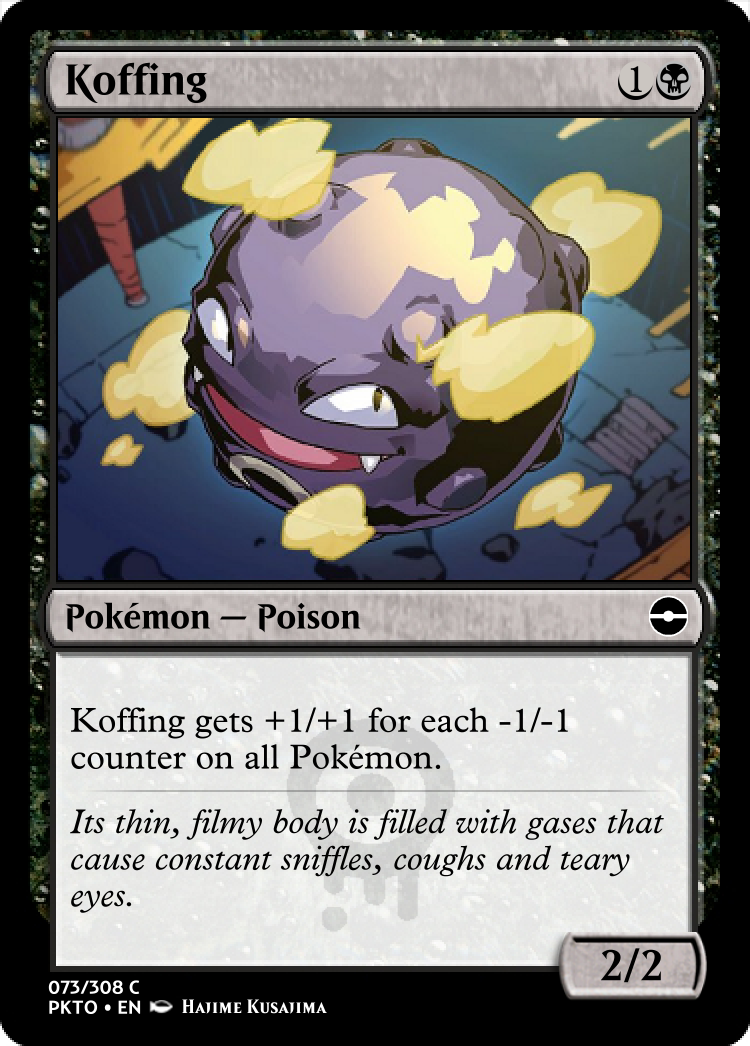 Koffing 1
Pokémon — Poison
Koffing gets +1/+1 for each -1/-1
counter on all Pokémon.
Its thin, filmy body is filled with gases that
cause constant sniffles, coughs and teary
eyes.
2/2
073/308 C
PKTO • EN Hajime Kusajima